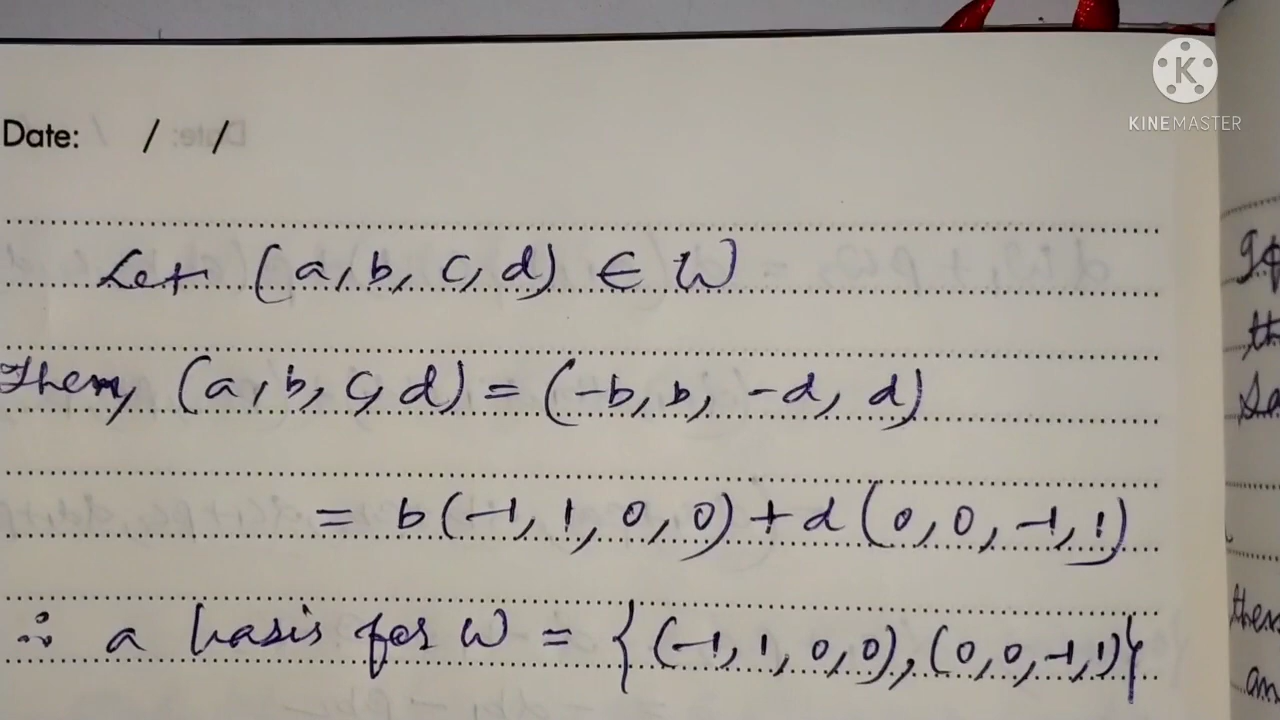 KINEMASTER
Date: / /
Let (a, b, c, d) ∈ W
Then, (a, b, c, d) = (-b, b, -d, d)
= b(-1, 1, 0, 0) + d(0, 0, -1, 1)
∴ a basis for W = {(-1, 1, 0, 0), (0, 0, -1, 1)}